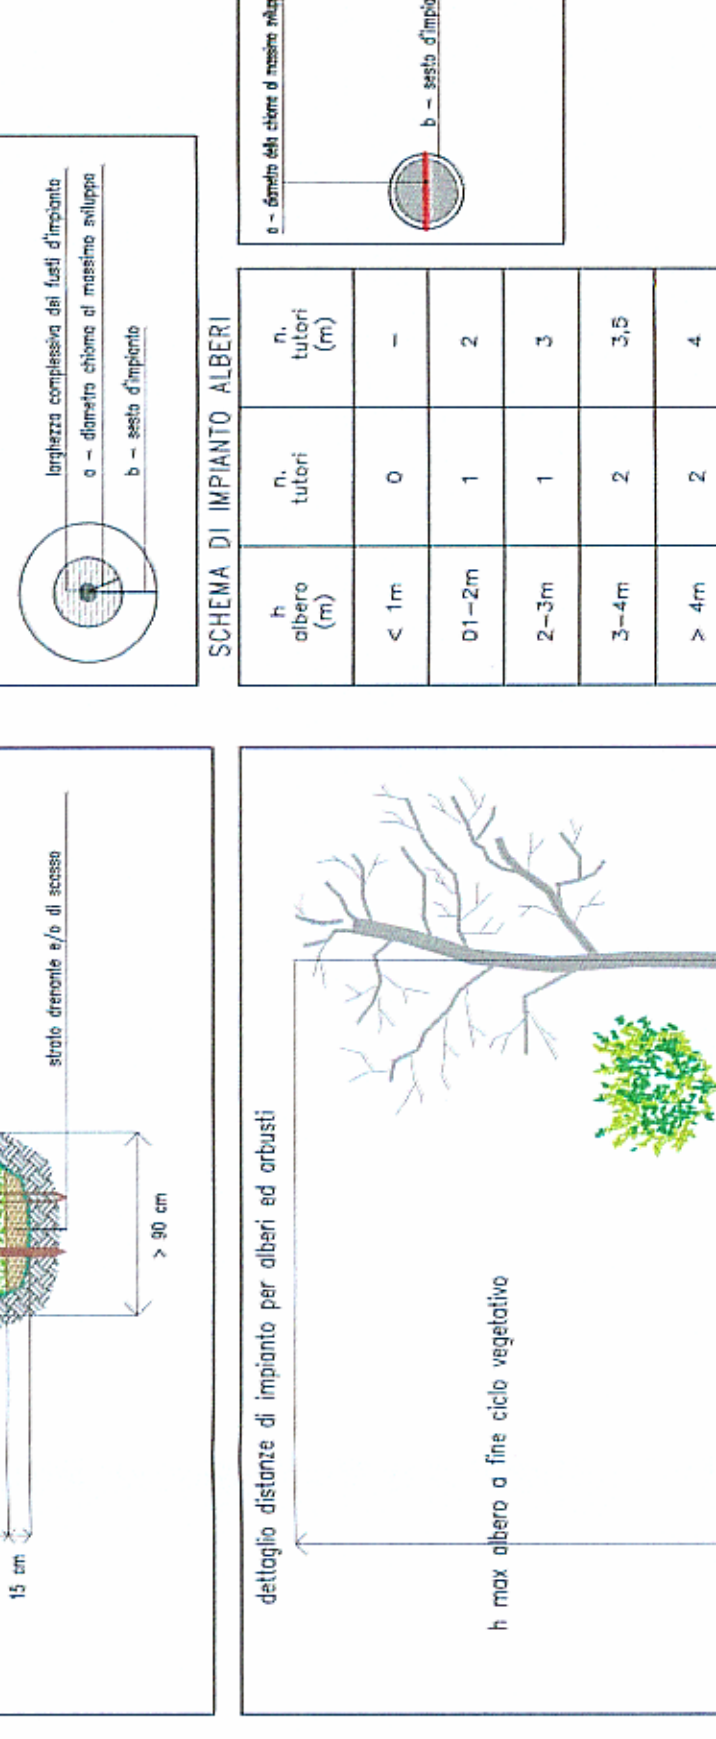 strato drenante e/o di scasso
> 90 cm
15 cm
larghezza complessiva dei fusti d'impianto
a - diametro chioma al massimo sviluppo
b - sesto d'impianto
dettaglio distanze di impianto per alberi ed arbusti
h max albero a fine ciclo vegetativo
SCHEMA DI IMPIANTO ALBERI
h albero (m) n. tutori n. tutori (m)
< 1m 0 -
01-2m 1 2
2-3m 1 3
3-4m 2 3,5
> 4m 2 4
a - diametro della chioma al massimo
b - sesto